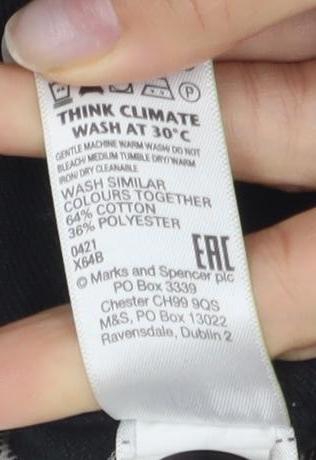 P
THINK CLIMATE
WASH AT 30°C
GENTLE MACHINE WARM WASH/ DO NOT
BLEACH/ MEDIUM TUMBLE DRY/ WARM
IRON/ DRY CLEANABLE
WASH SIMILAR
COLOURS TOGETHER
64% COTTON
36% POLYESTER
0421
X64B
EAC
© Marks and Spencer plc
PO Box 3339
Chester CH99 9QS
M&S, PO Box 13022
Ravensdale, Dublin 2